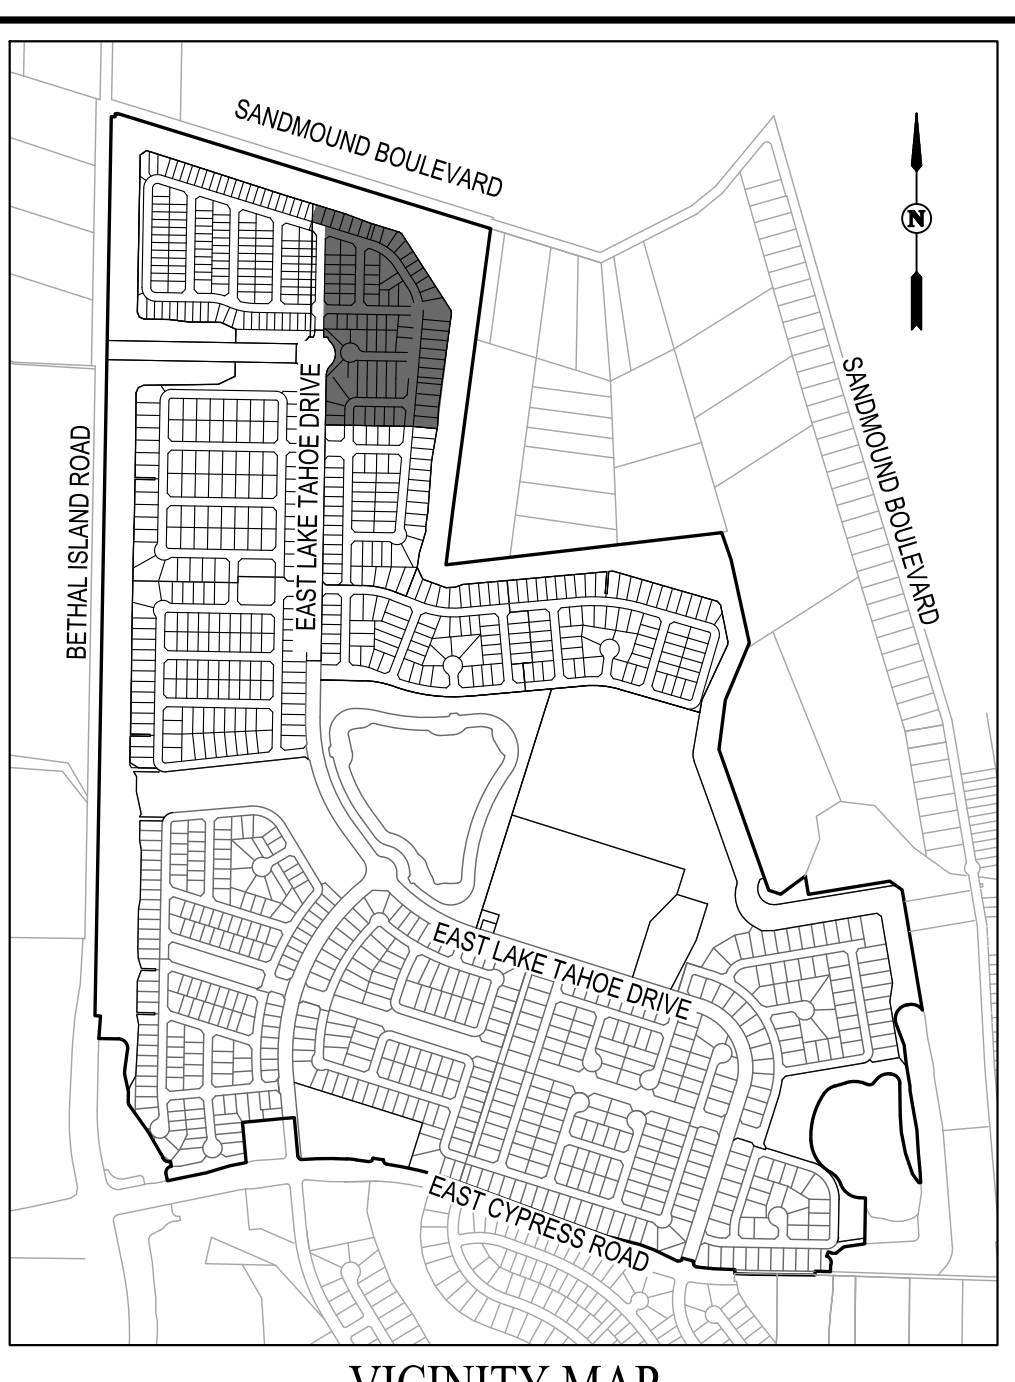 SANDMOUND BOULEVARD
N
SANDMOUND BOULEVARD
EAST LAKE TAHOE DRIVE
BETHAL ISLAND ROAD
EAST LAKE TAHOE DRIVE
EAST CYPRESS ROAD
VICINITY MAP